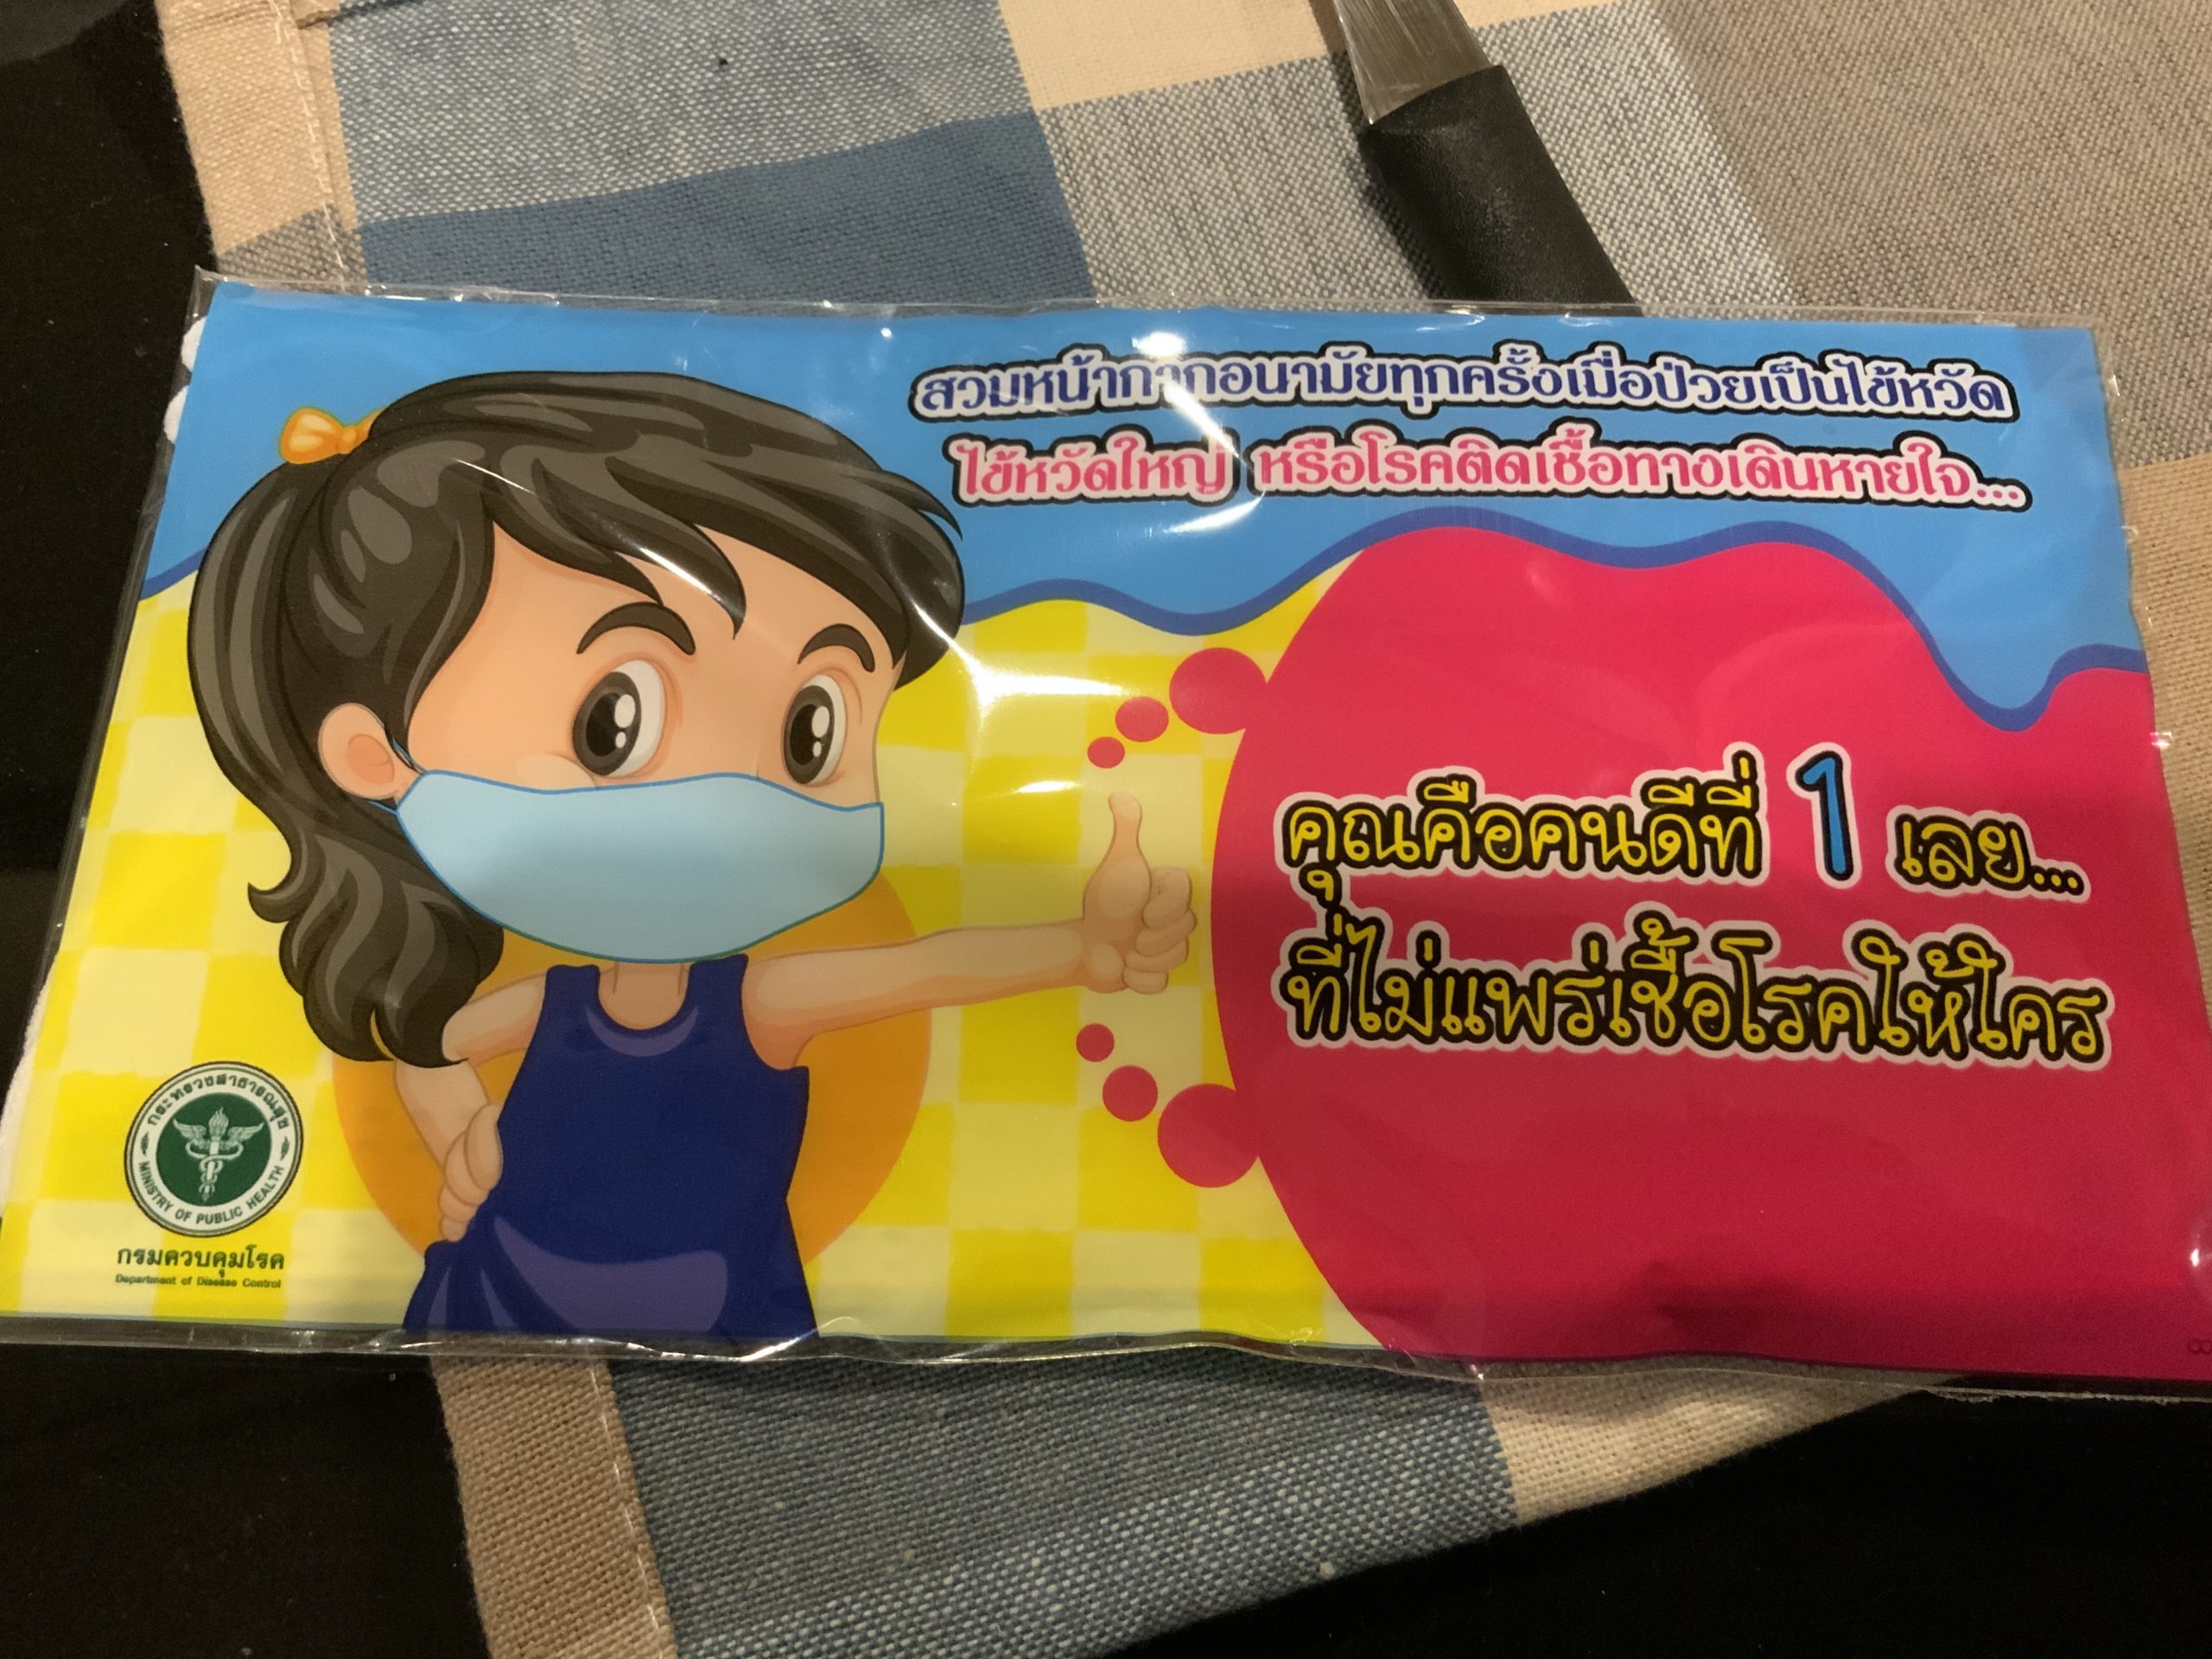 สวมหน้ากากอนามัยทุกครั้งเมื่อป่วยเป็นไข้หวัด
ไข้หวัดใหญ่ หรือโรคติดเชื้อทางเดินหายใจ...
คุณคือคนดีที่ 1 เลย...
ที่ไม่แพร่เชื้อโรคให้ใคร
กระทรวงสาธารณสุข
MINISTRY OF PUBLIC HEALTH
กรมควบคุมโรค
Department of Disease Control